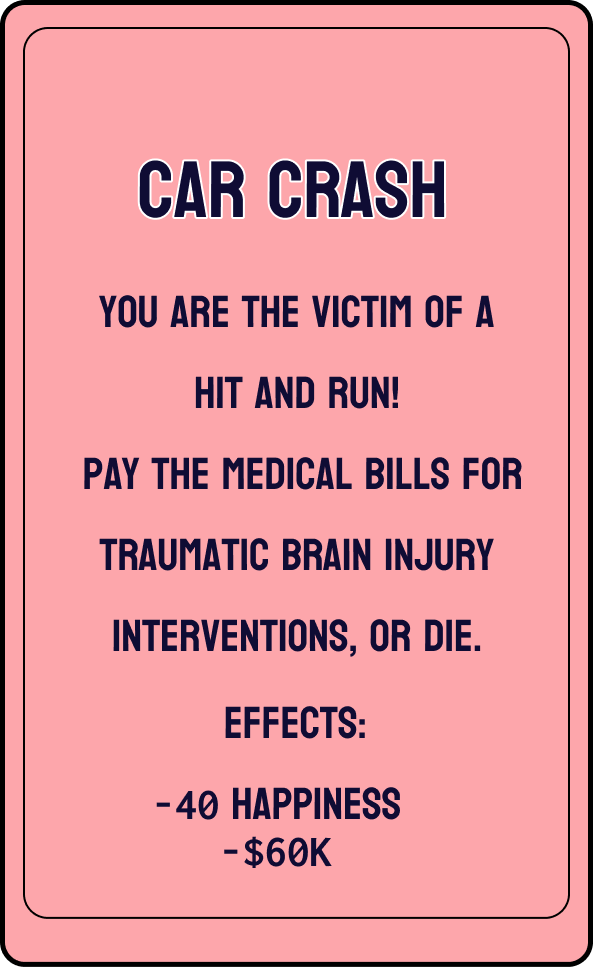 CAR CRASH
YOU ARE THE VICTIM OF A
HIT AND RUN!
PAY THE MEDICAL BILLS FOR
TRAUMATIC BRAIN INJURY
INTERVENTIONS, OR DIE.
EFFECTS:
-40 HAPPINESS
-$60K